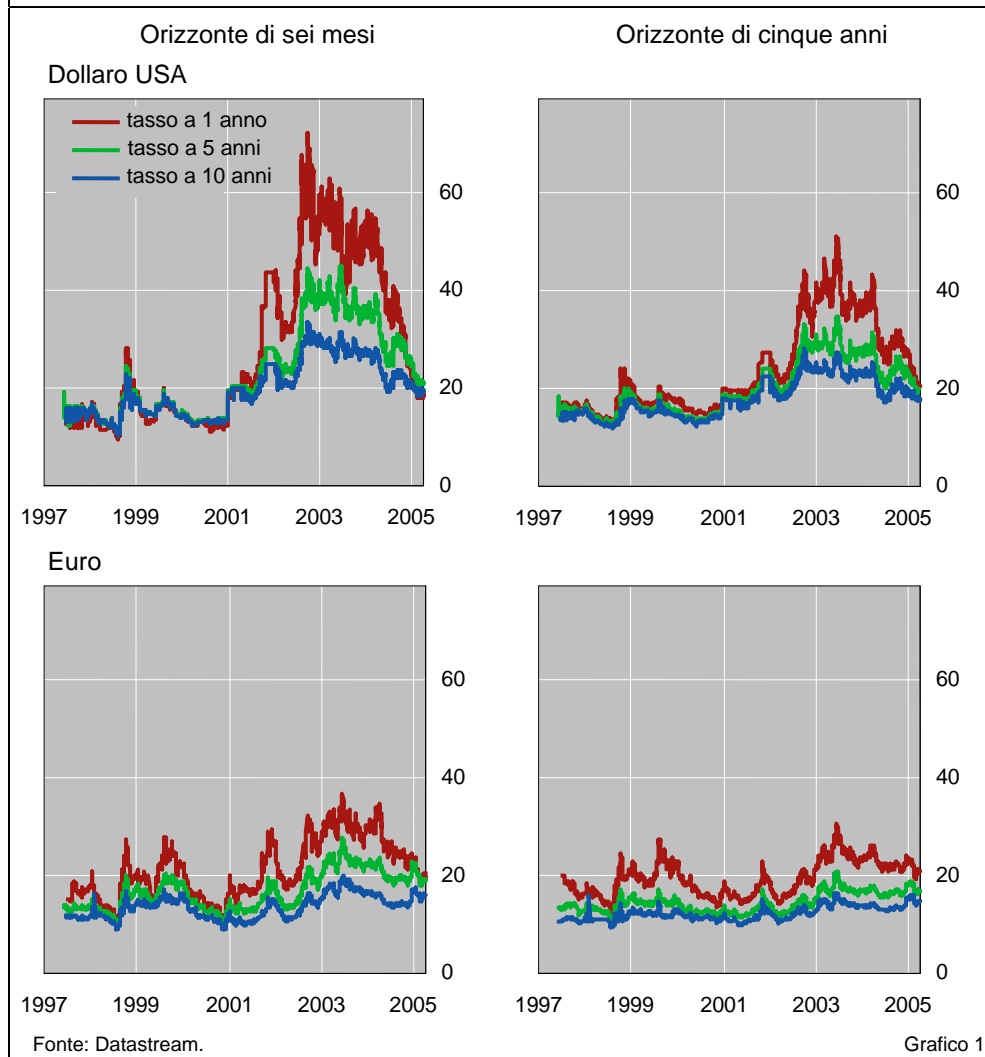 Orizzonte di sei mesi
Orizzonte di cinque anni
Dollaro USA
tasso a 1 anno
tasso a 5 anni
tasso a 10 anni
60
40
20
0
1997 1999 2001 2003 2005
60
40
20
0
1997 1999 2001 2003 2005
Euro
60
40
20
0
1997 1999 2001 2003 2005
60
40
20
0
1997 1999 2001 2003 2005
Fonte: Datastream.
Grafico 1